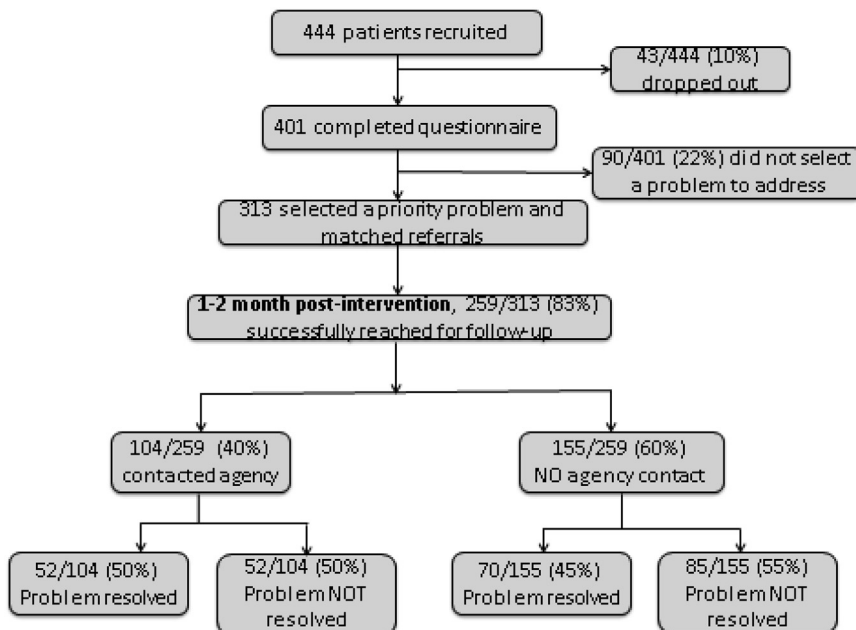 444 patients recruited
43/444 (10%)
dropped out
401 completed questionnaire
90/401 (22%) did not select
a problem to address
313 selected a priority problem and
matched referrals
1-2 month post-intervention, 259/313 (83%)
successfully reached for follow-up
104/259 (40%)
contacted agency
155/259 (60%)
NO agency contact
52/104 (50%)
Problem resolved
52/104 (50%)
Problem NOT
resolved
70/155 (45%)
Problem resolved
85/155 (55%)
Problem NOT
resolved